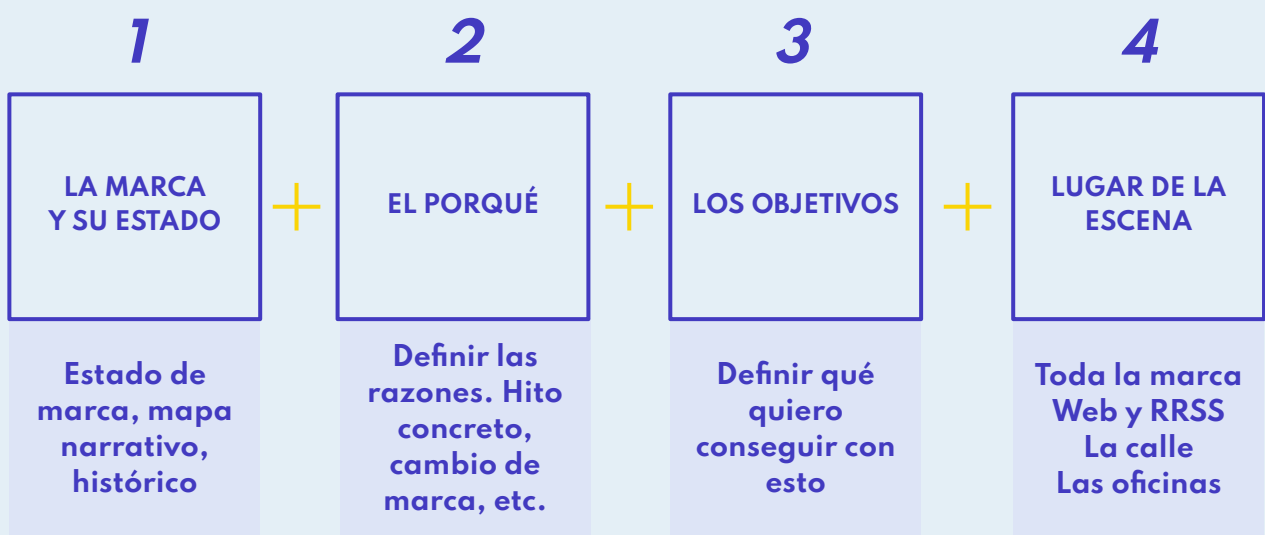 1
LA MARCA
Y SU ESTADO
Estado de
marca, mapa
narrativo,
histórico
2
EL PORQUÉ
Definir las
razones. Hito
concreto,
cambio de
marca, etc.
3
LOS OBJETIVOS
Definir qué
quiero
conseguir con
esto
4
LUGAR DE LA
ESCENA
Toda la marca
Web y RRSS
La calle
Las oficinas